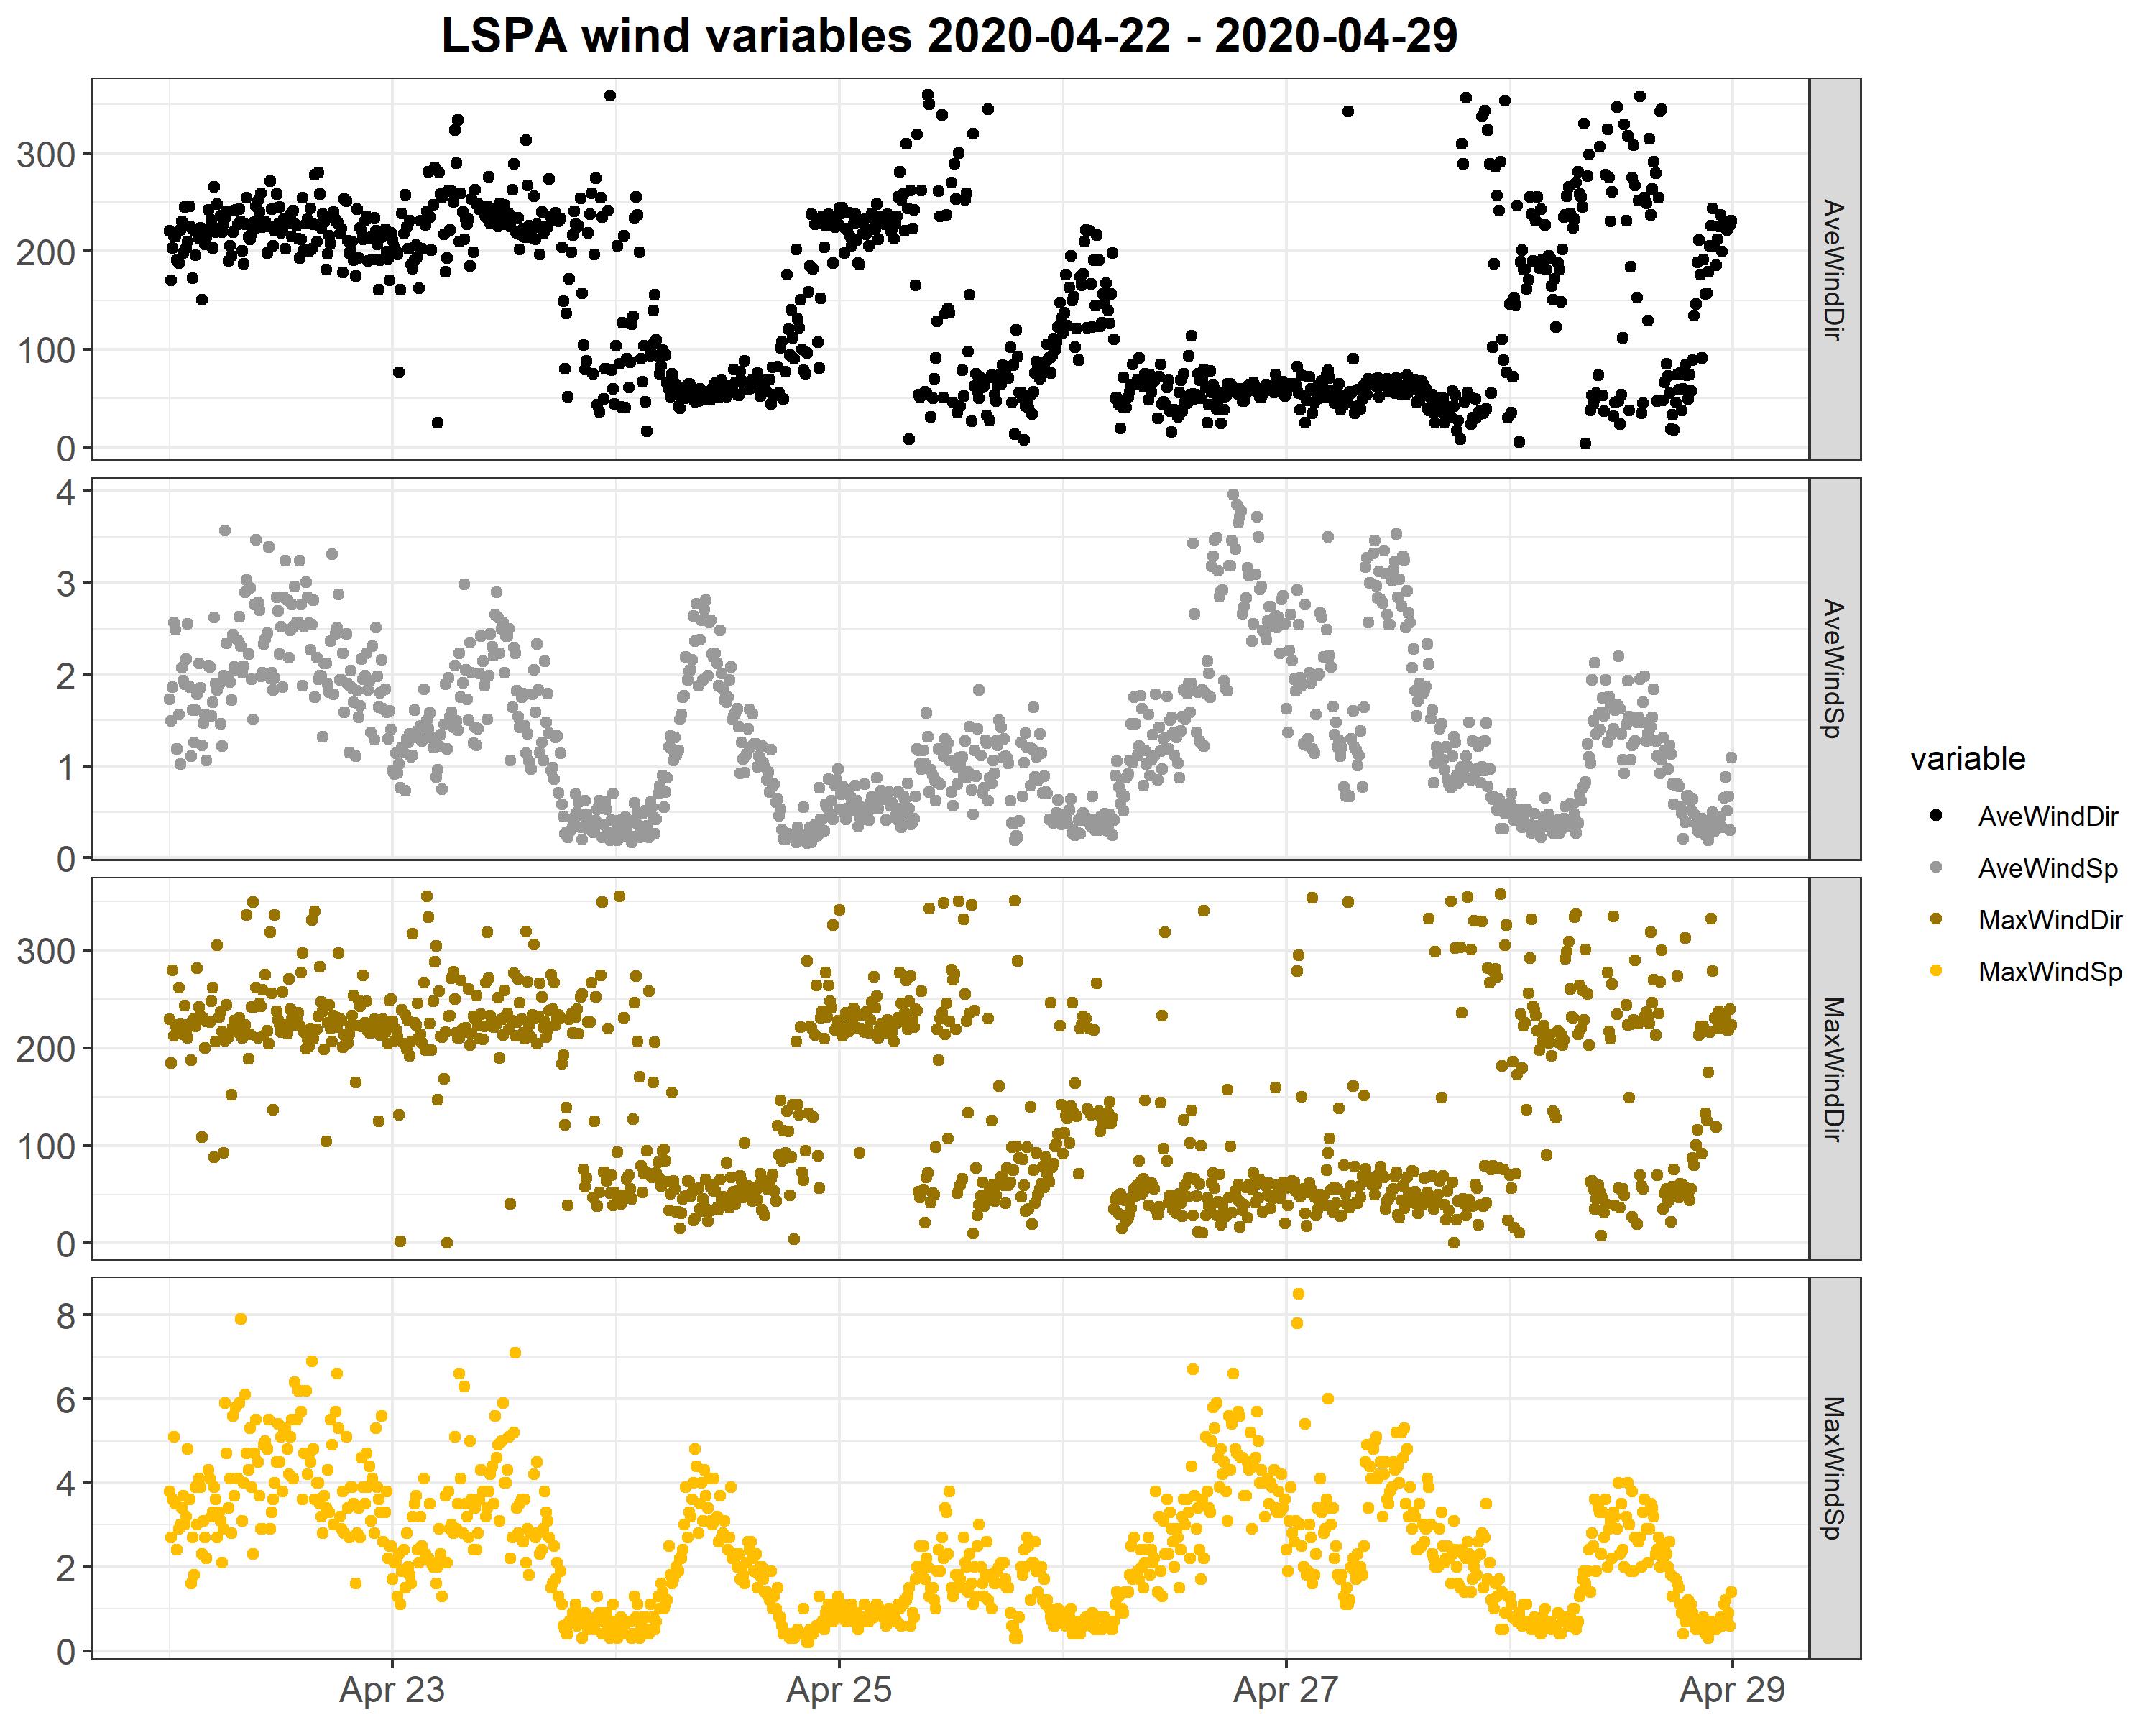 LSPA wind variables 2020-04-22 - 2020-04-29
300
200
100
0
AveWindDir
4
3
2
1
0
AveWindSp
300
200
100
0
MaxWindDir
8
6
4
2
0
MaxWindSp
Apr 23 Apr 25 Apr 27 Apr 29
variable
AveWindDir
AveWindSp
MaxWindDir
MaxWindSp